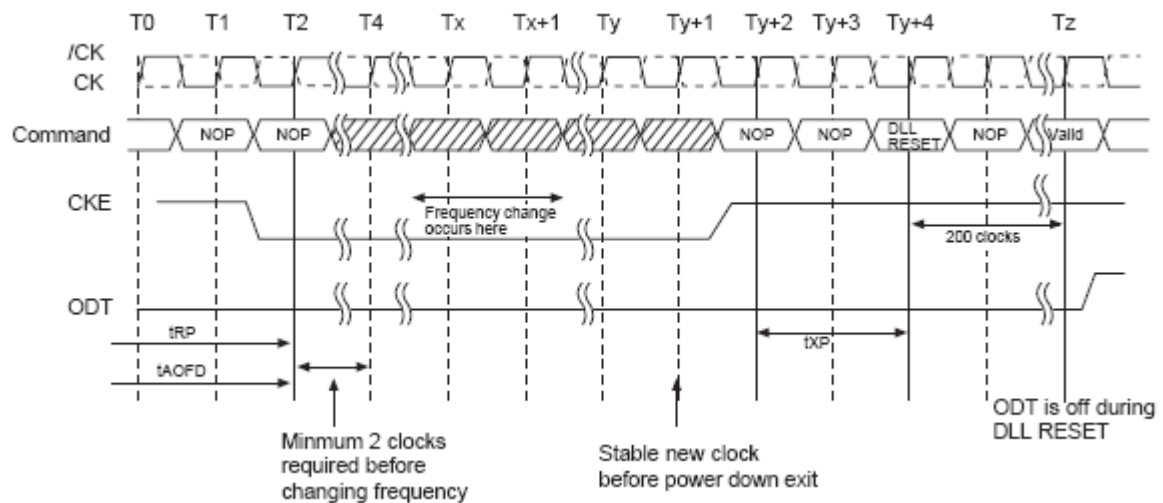 T0 T1 T2 T4 Tx Tx+1 Ty Ty+1 Ty+2 Ty+3 Ty+4 Tz
/CK
CK
Command NOP NOP NOP NOP DLL RESET NOP Valid
CKE
Frequency change
occurs here
200 clocks
ODT
tRP
tXP
tAOFD
ODT is off during
DLL RESET
Minmum 2 clocks
required before
changing frequency
Stable new clock
before power down exit